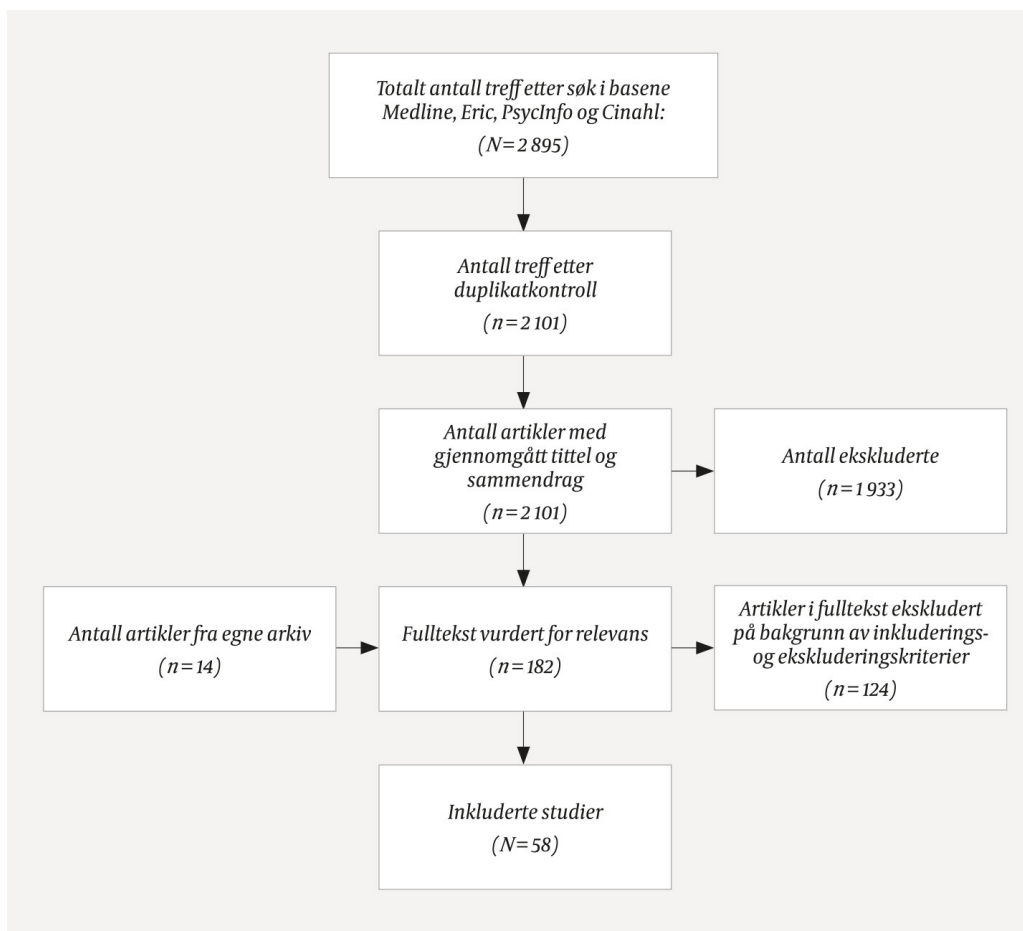 Totalt antall treff etter søk i basene
Medline, Eric, PsycInfo og Cinahl:
(N=2 895)
Antall treff etter
duplikatkontroll
(n=2 101)
Antall artikler med
gjennomgått tittel og
sammendrag
(n=2 101)
Antall ekskluderte
(n=1 933)
Antall artikler fra egne arkiv
(n=14)
Fulltekst vurdert for relevans
(n=182)
Artikler i fulltekst ekskludert
på bakgrunn av inkluderings-
og ekskluderingskriterier
(n=124)
Inkluderte studier
(N=58)